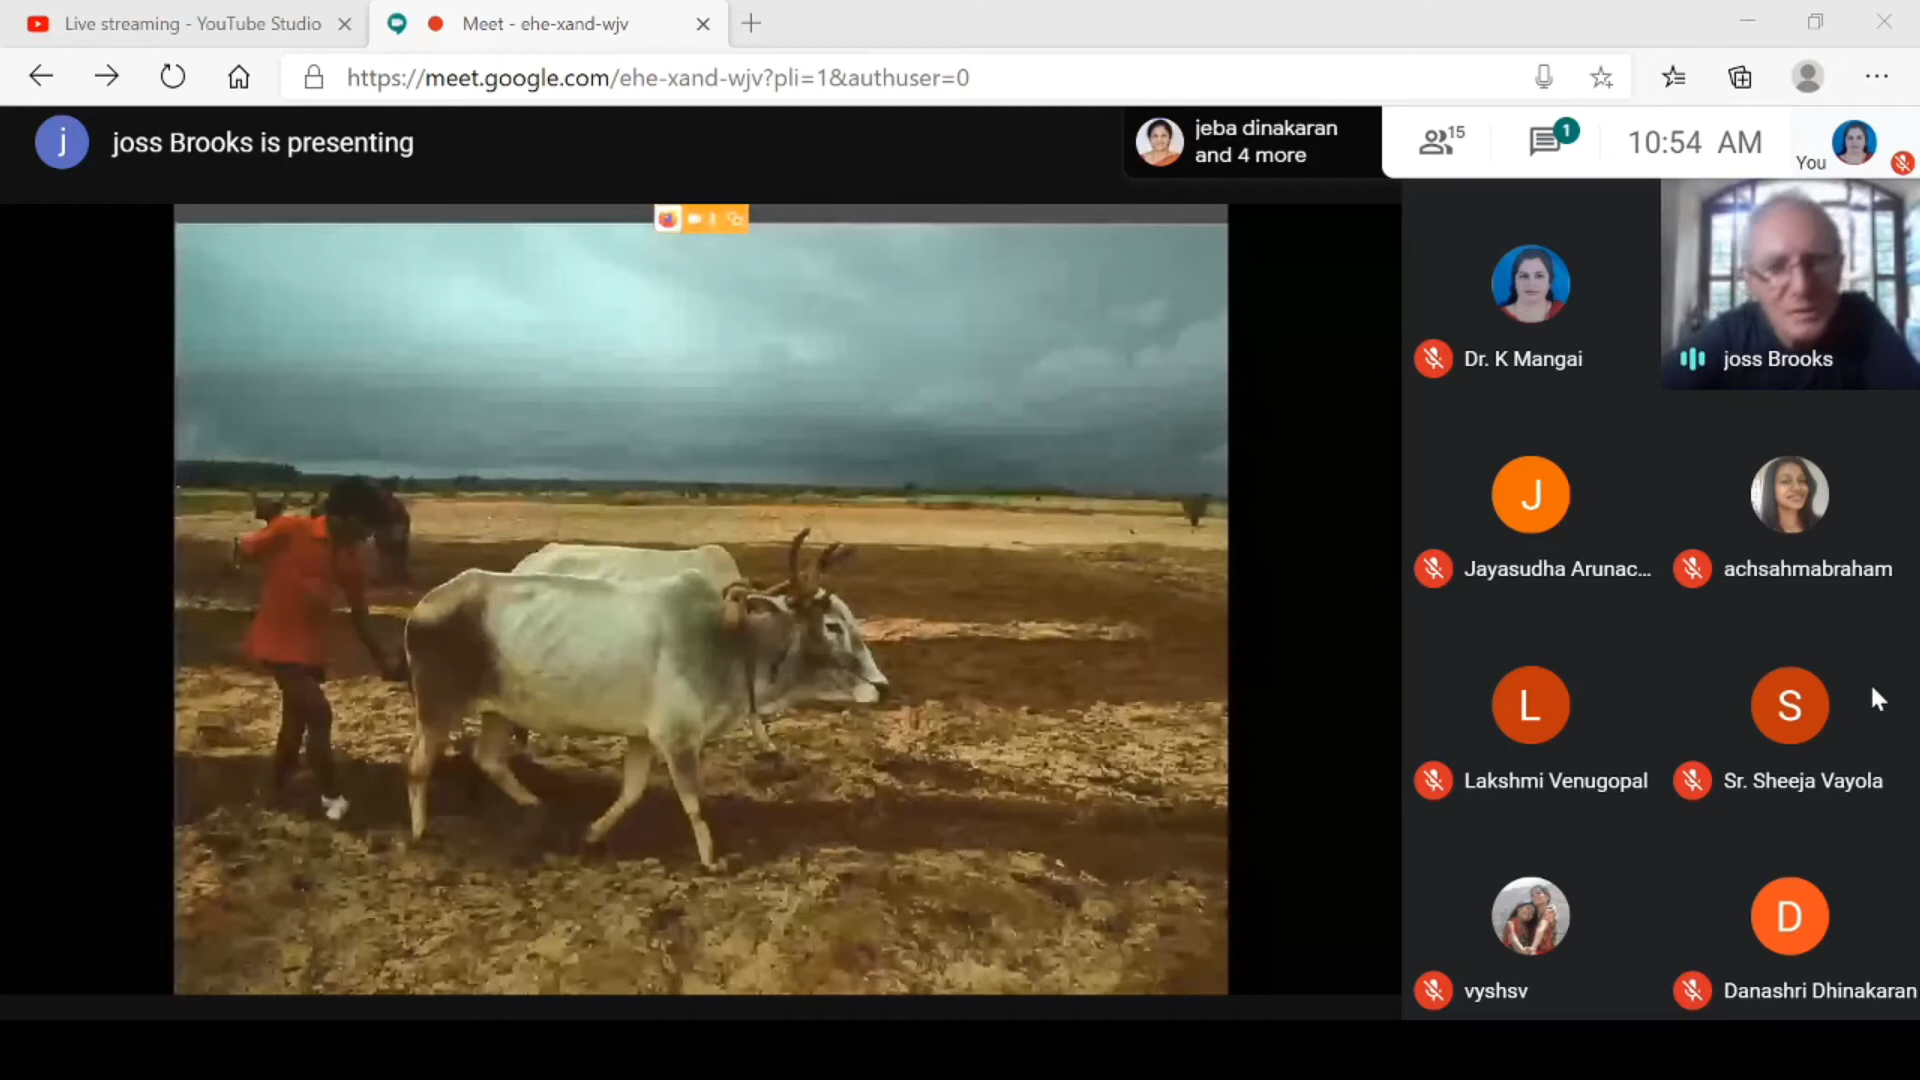 Live streaming - YouTube Studio
Meet - ehe-xand-wjv
https://meet.google.com/ehe-xand-wjv?pli=1&authuser=0
j
joss Brooks is presenting
jeba dinakaran
and 4 more
15
1
10:54 AM
You
Dr. K Mangai
joss Brooks
J
Jayasudha Arunac...
achsahmabraham
L
Lakshmi Venugopal
S
Sr. Sheeja Vayola
vyshsv
D
Danashri Dhinakaran